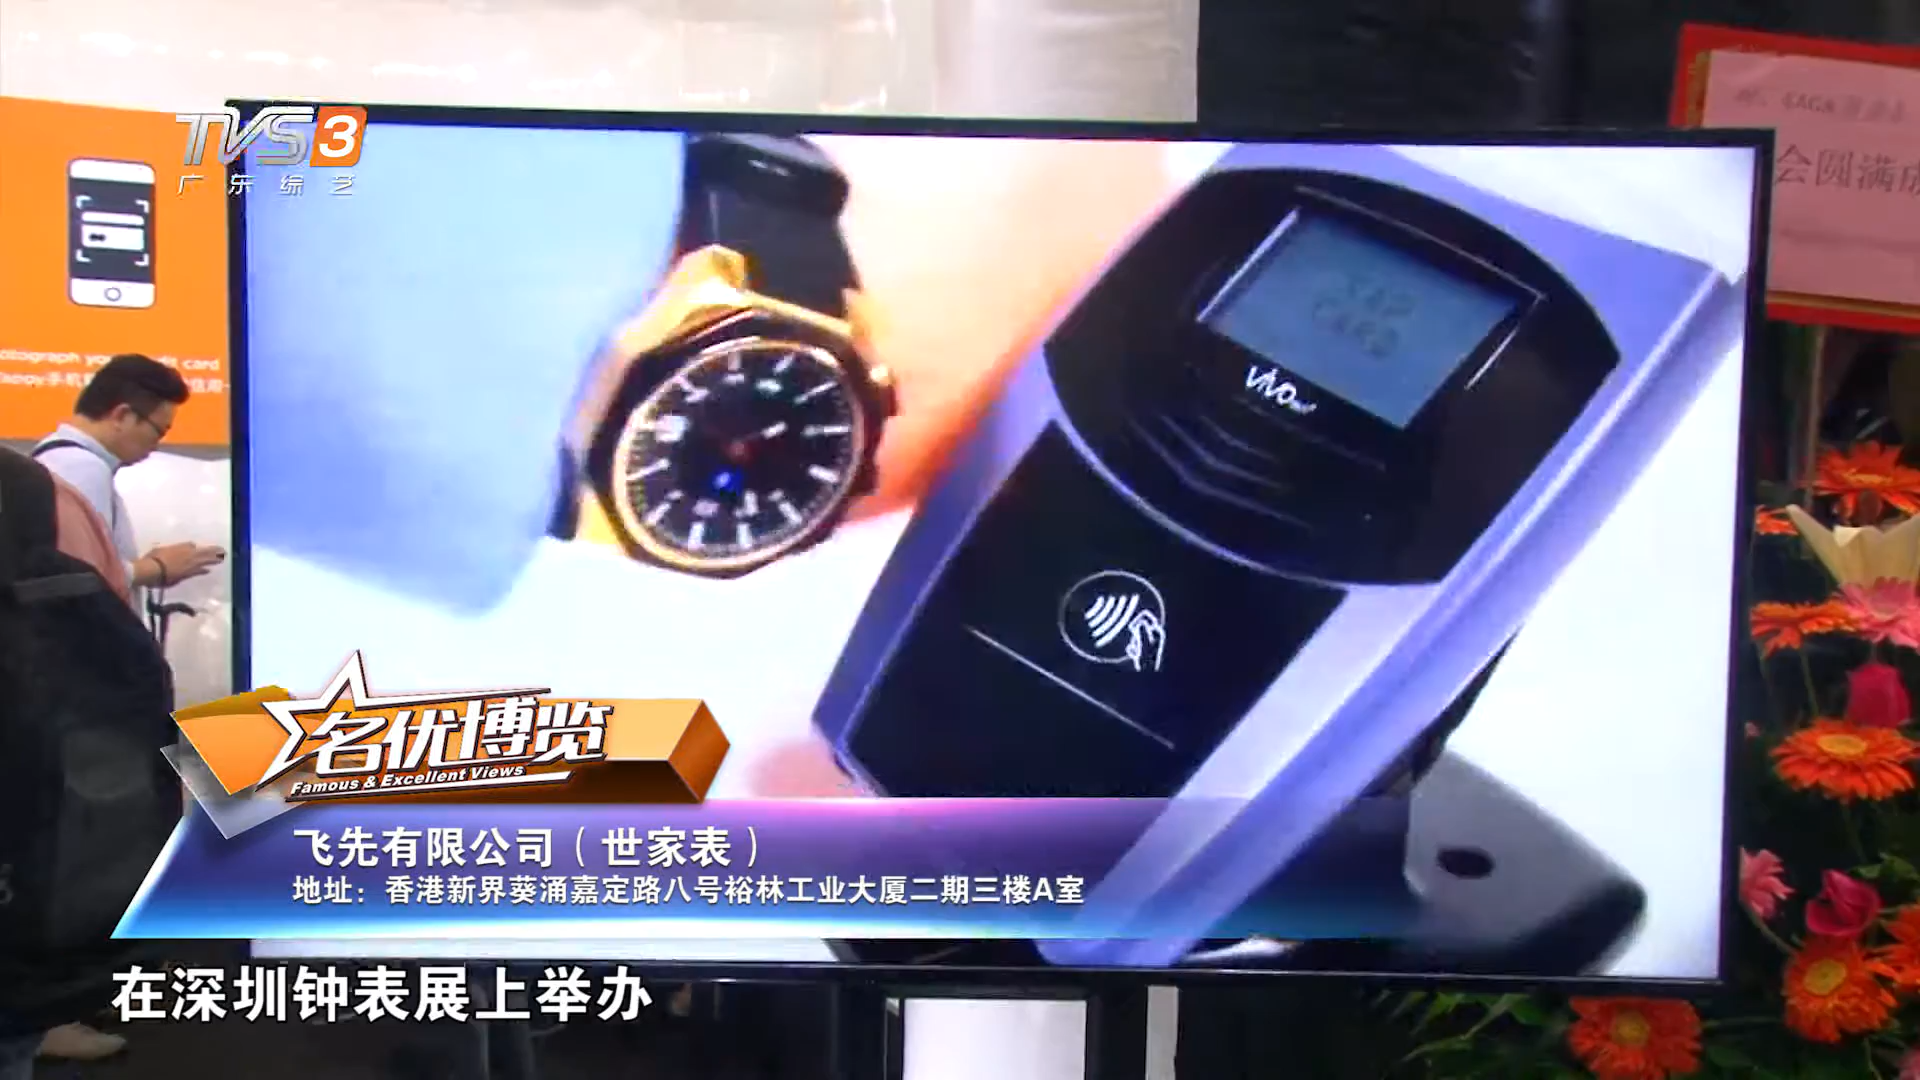 TVS3
广东综艺
会圆满成
VIVO
名优博览
Famous & Excellent Views
飞先有限公司（世家表）
地址：香港新界葵涌嘉定路八号裕林工业大厦二期三楼A室
在深圳钟表展上举办